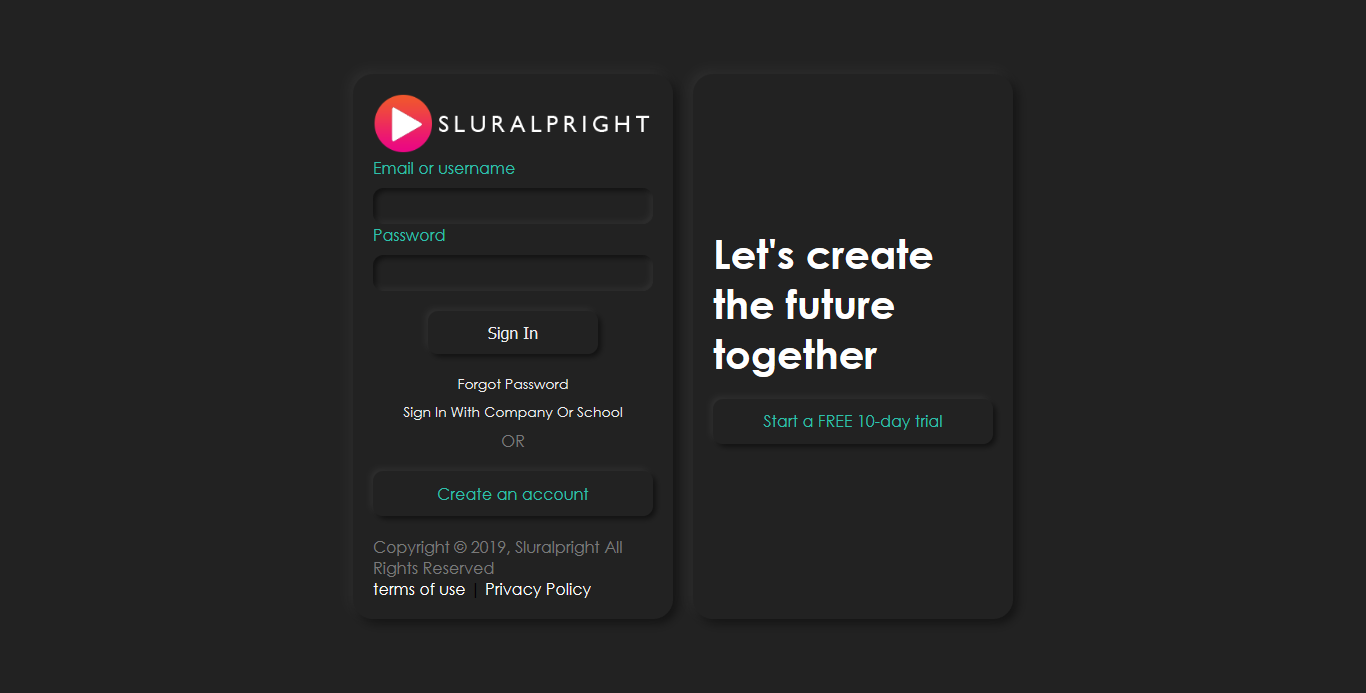 SLURALPRIGHT
Email or username
Password
Sign In
Forgot Password
Sign In With Company Or School
OR
Create an account
Copyright © 2019, Sluralpright All
Rights Reserved
terms of use | Privacy Policy
Let's create
the future
together
Start a FREE 10-day trial